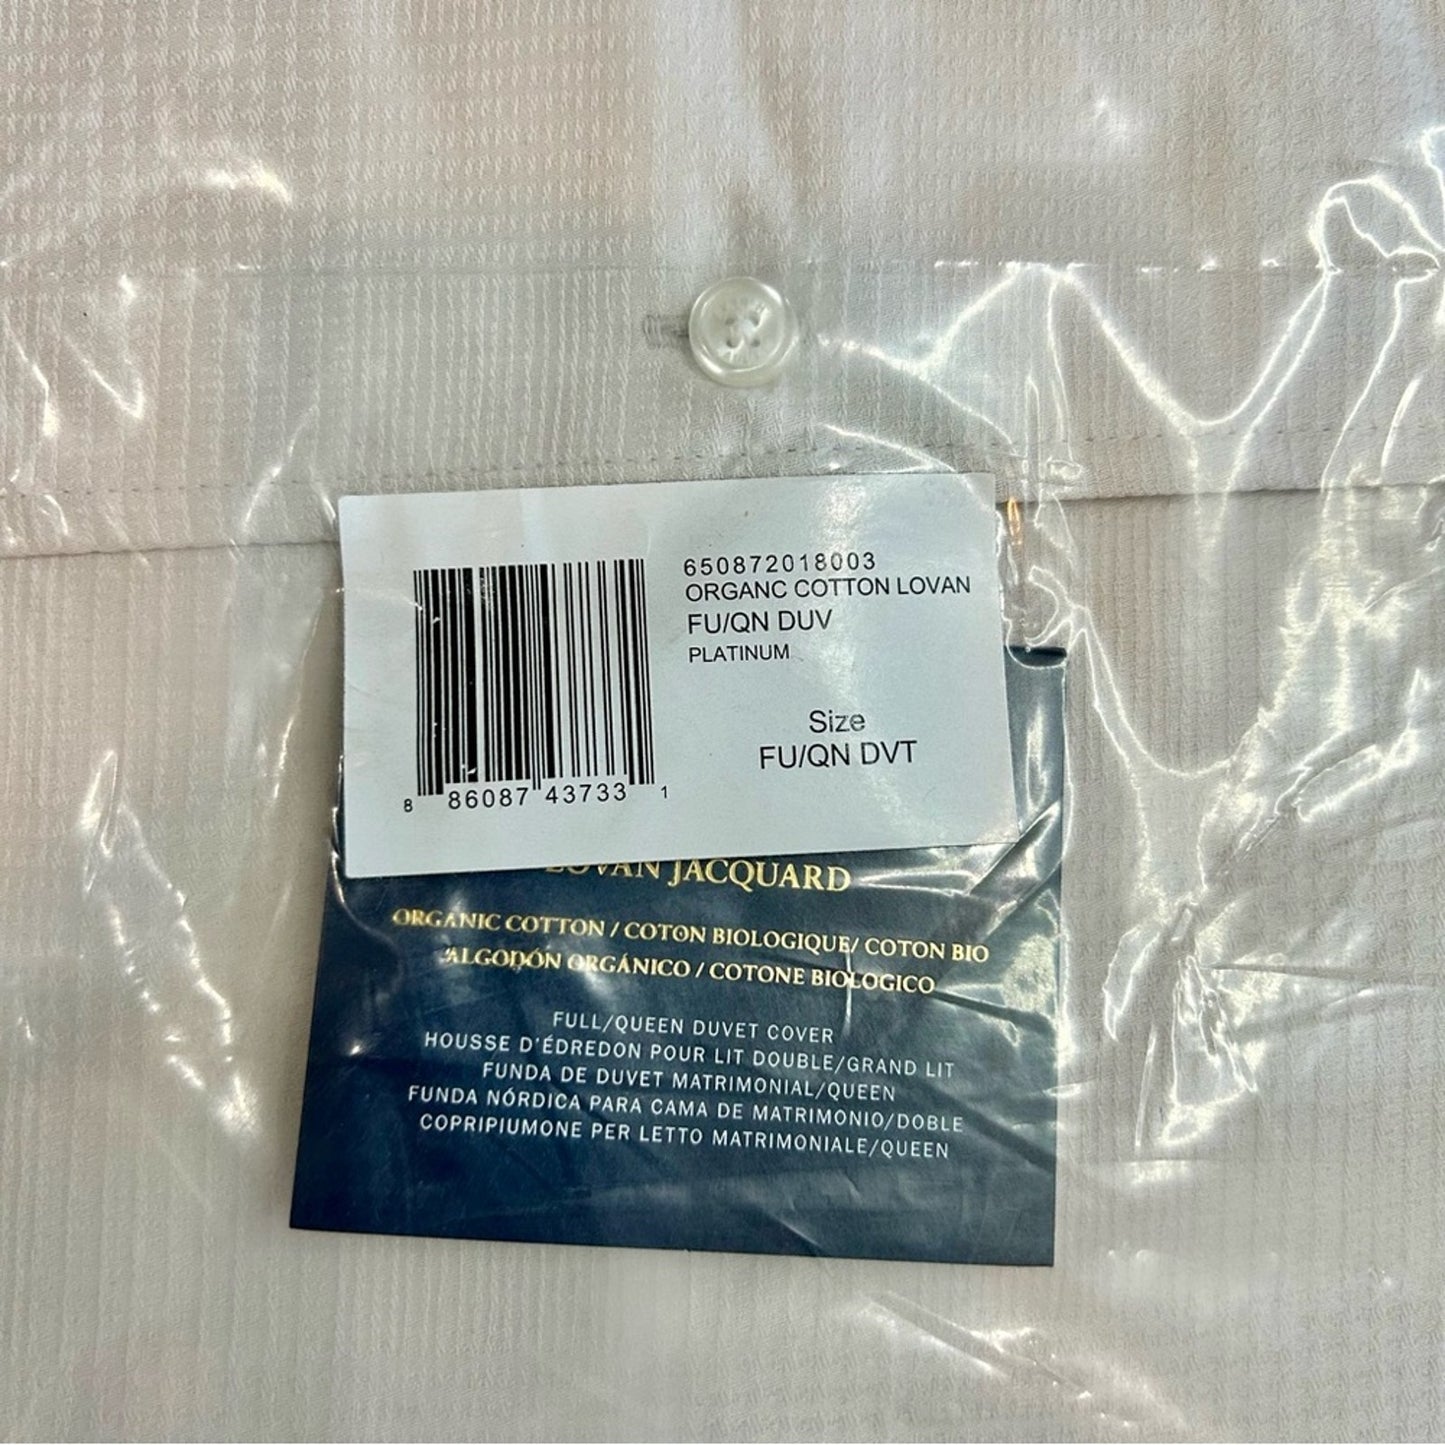 650872018003
ORGANC COTTON LOVAN
FU/QN DUV
PLATINUM
Size
FU/QN DVT
8 86087 43733 1
LOVAN JACQUARD
ORGANIC COTTON / COTON BIOLOGIQUE/ COTON BIO
ALGODÓN ORGÁNICO / COTONE BIOLOGICO
FULL/QUEEN DUVET COVER
HOUSSE D'ÉDREDON POUR LIT DOUBLE/GRAND LIT
FUNDA DE DUVET MATRIMONIAL/QUEEN
FUNDA NÓRDICA PARA CAMA DE MATRIMONIO/DOBLE
COPRIPIUMONE PER LETTO MATRIMONIALE/QUEEN